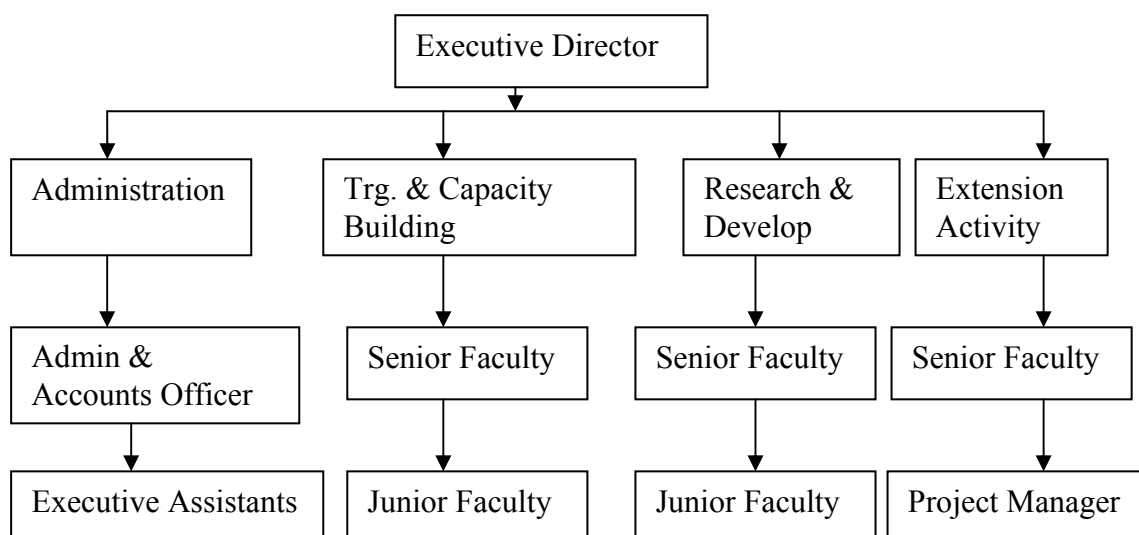 Executive Director
Administration
Trg. & Capacity
Building
Research &
Develop
Extension
Activity
Admin &
Accounts Officer
Senior Faculty
Senior Faculty
Senior Faculty
Executive Assistants
Junior Faculty
Junior Faculty
Project Manager